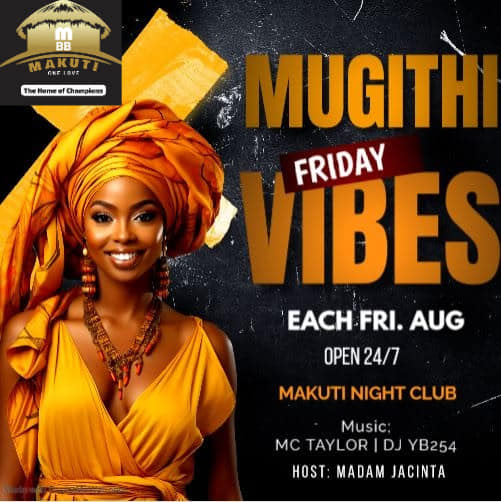 M
BB
MAKUTI
ONE LOVE
The Home of Champions
MUGITHI
FRIDAY
VIBES
EACH FRI. AUG
OPEN 24/7
MAKUTI NIGHT CLUB
Music:
MC TAYLOR | DJ YB254
HOST: MADAM JACINTA